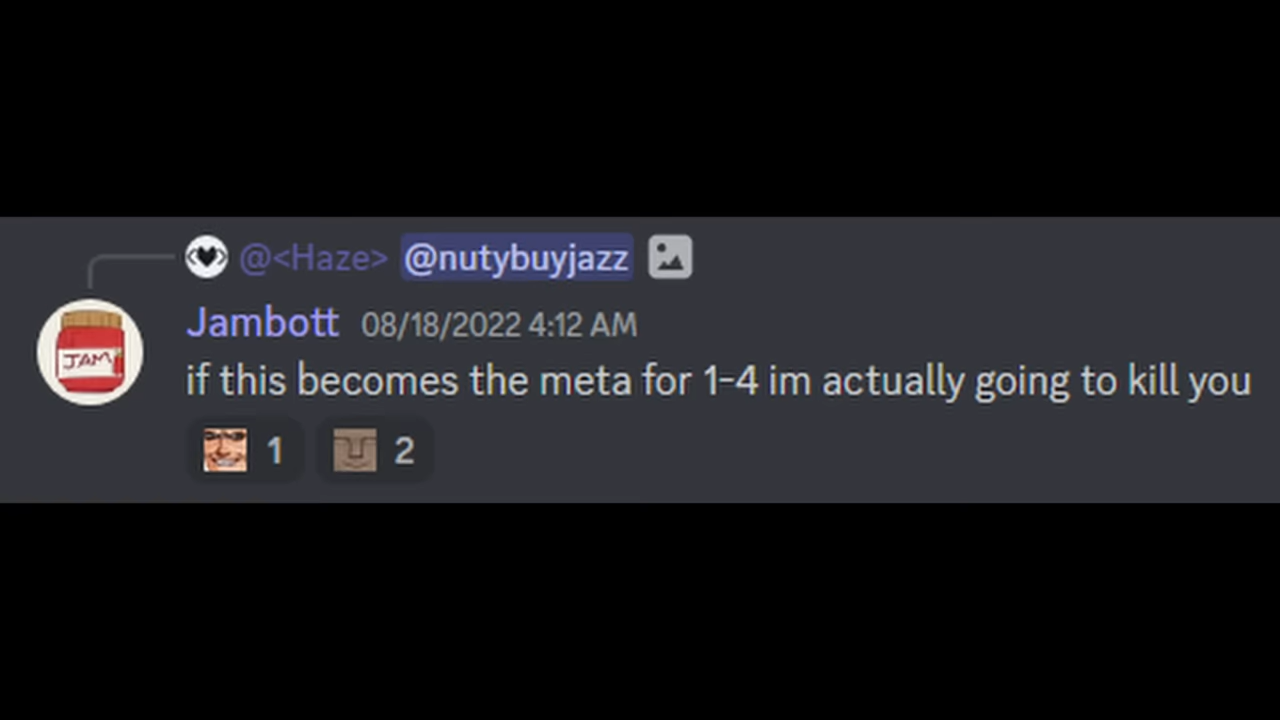 @<Haze> @nutybuyjazz
Jambott 08/18/2022 4:12 AM
JAM
if this becomes the meta for 1-4 im actually going to kill you
1 2